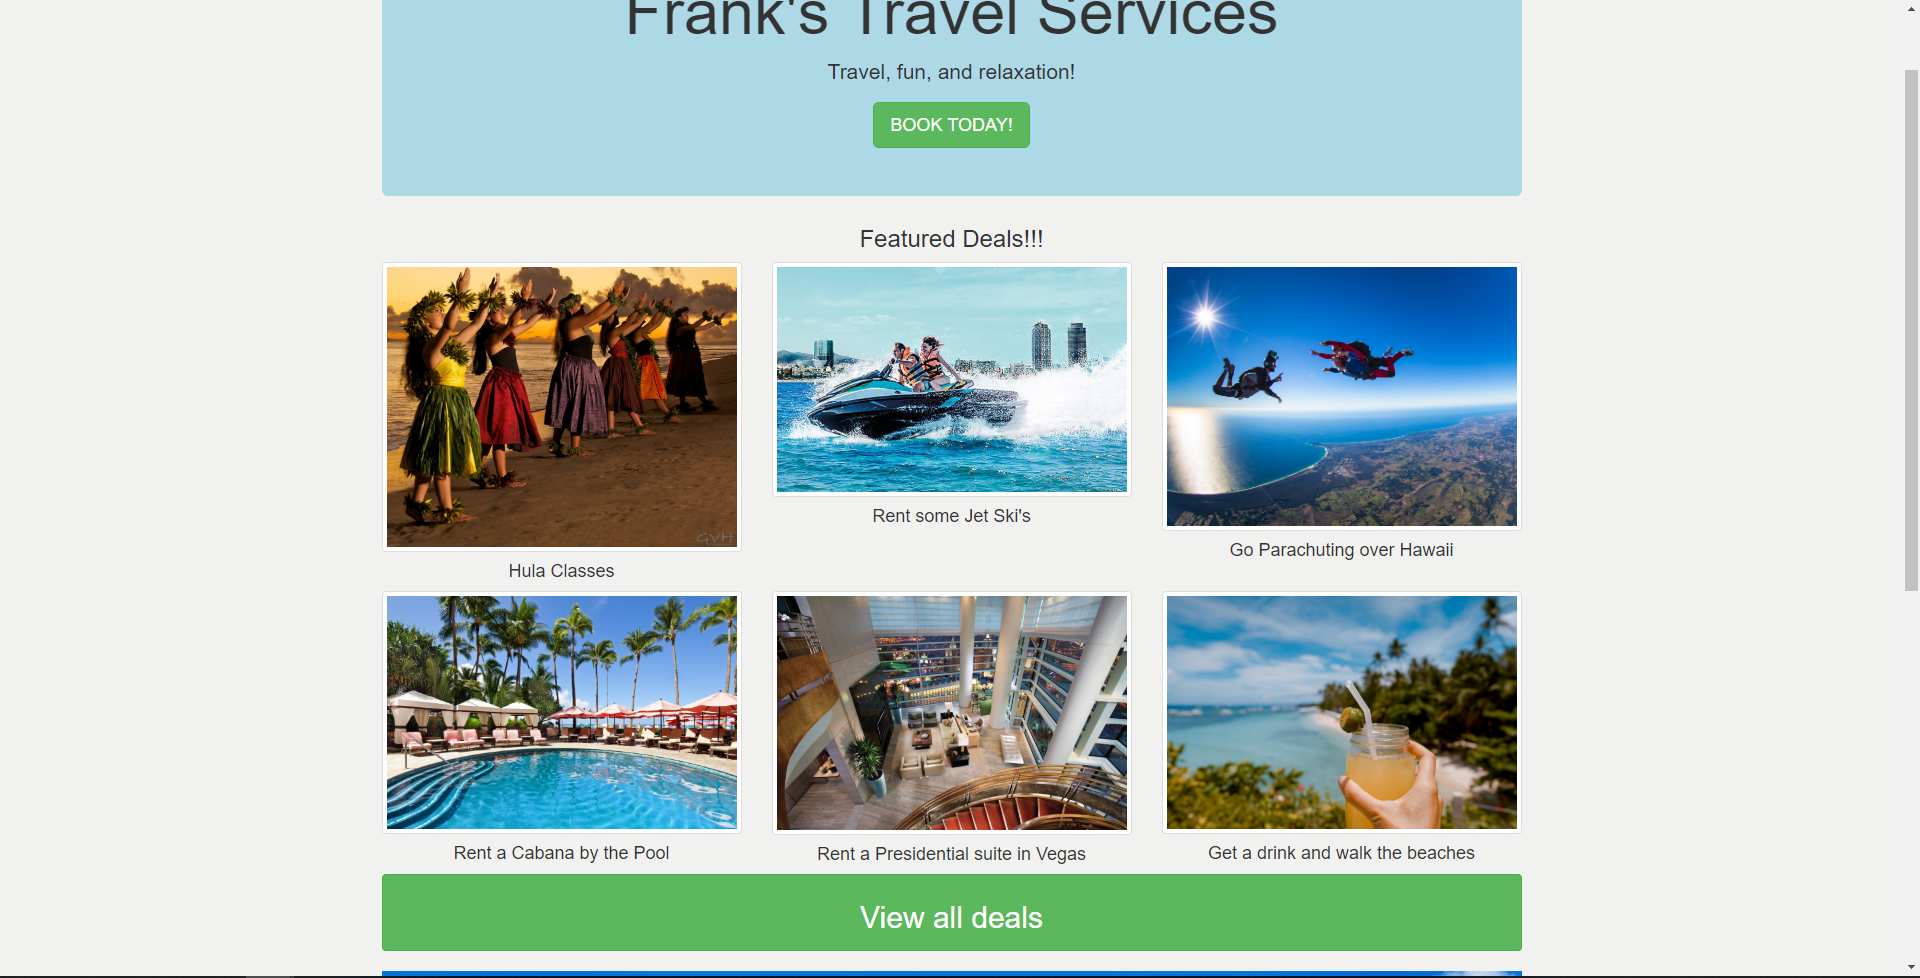 Frank's Travel Services
Travel, fun, and relaxation!
BOOK TODAY!
Featured Deals!!!
GVH
Hula Classes
Rent some Jet Ski's
Go Parachuting over Hawaii
Rent a Cabana by the Pool
Rent a Presidential suite in Vegas
Get a drink and walk the beaches
View all deals